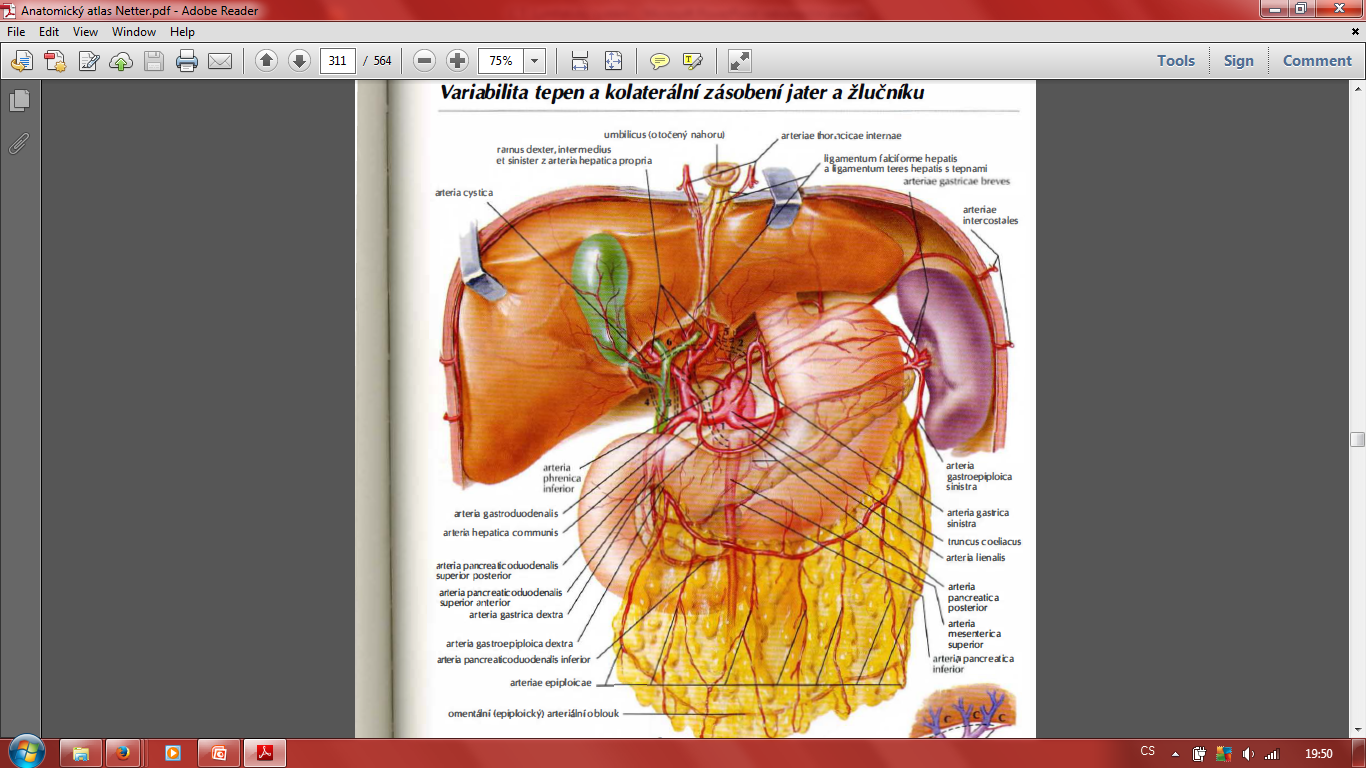 Anatomický atlas Netter.pdf - Adobe Reader
File Edit View Window Help
311 / 564 75% Tools Sign Comment
Variabilita tepen a kolaterální zásobení jater a žlučníku
umbilicus (otočený nahoru)
arteriae thoracicae internae
ramus dexter, intermedius
et sinister z arteria hepatica propria
ligamentum falciforme hepatis
a ligamentum teres hepatis s tepnami
arteriae gastricae breves
arteria cystica
arteriae
intercostales
6
5
2
4
3
arteria
phrenica
inferior
arteria gastroduodenalis
arteria hepatica communis
arteria pancreaticoduodenalis
superior posterior
arteria pancreaticoduodenalis
superior anterior
arteria gastrica dextra
arteria gastroepiploica dextra
arteria pancreaticoduodenalis inferior
arteriae epiploicae
omentální (epiploický) arteriální oblouk
arteria
gastroepiploica
sinistra
arteria gastrica
sinistra
truncus coeliacus
arteria lienalis
arteria
pancreatica
posterior
arteria
mesenterica
superior
arteria pancreatica
inferior
C C C
CS 19:50